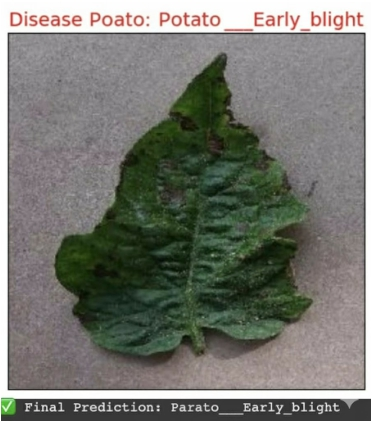 Disease Poato: Potato___Early_blight
✅ Final Prediction: Parato___Early_blight